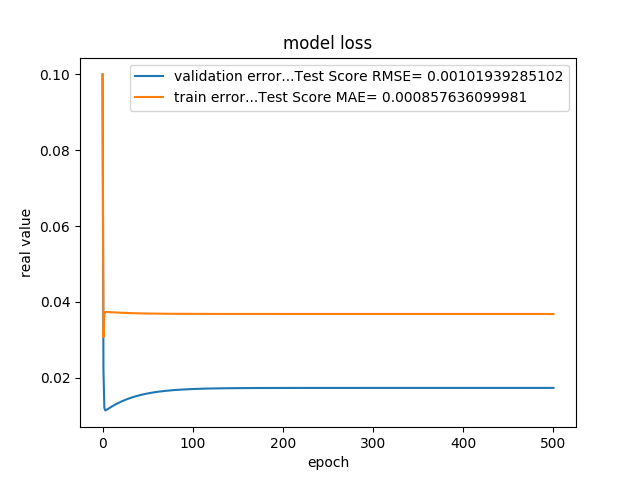 model loss
validation error...Test Score RMSE= 0.00101939285102
train error...Test Score MAE= 0.000857636099981
real value
0.10
0.08
0.06
0.04
0.02
0
100
200
300
400
500
epoch